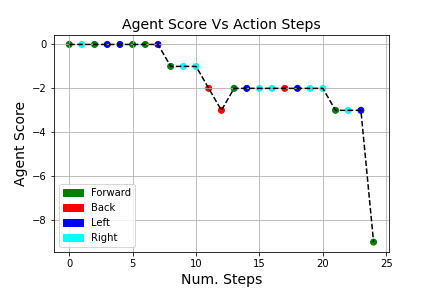 Agent Score Vs Action Steps
0
−2
−4
−6
−8
Agent Score
Forward
Back
Left
Right
0 5 10 15 20 25
Num. Steps